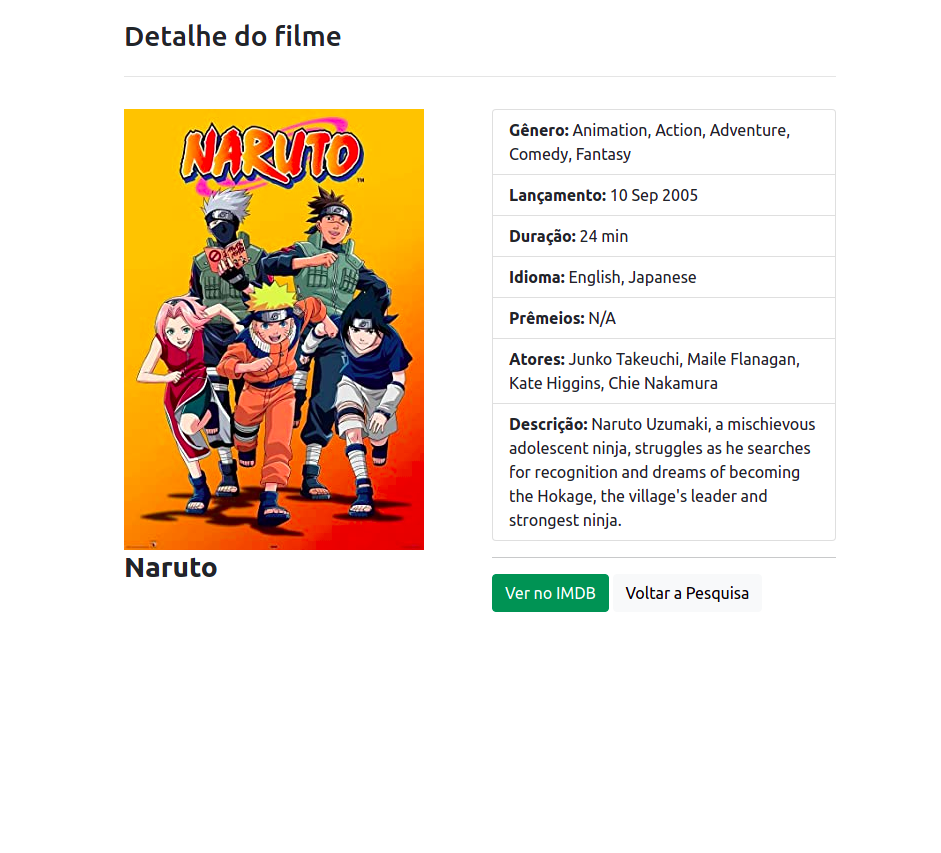 Detalhe do filme
NARUTO
TM
Naruto
Gênero: Animation, Action, Adventure,
Comedy, Fantasy
Lançamento: 10 Sep 2005
Duração: 24 min
Idioma: English, Japanese
Prêmeios: N/A
Atores: Junko Takeuchi, Maile Flanagan,
Kate Higgins, Chie Nakamura
Descrição: Naruto Uzumaki, a mischievous
adolescent ninja, struggles as he searches
for recognition and dreams of becoming
the Hokage, the village's leader and
strongest ninja.
Ver no IMDB
Voltar a Pesquisa